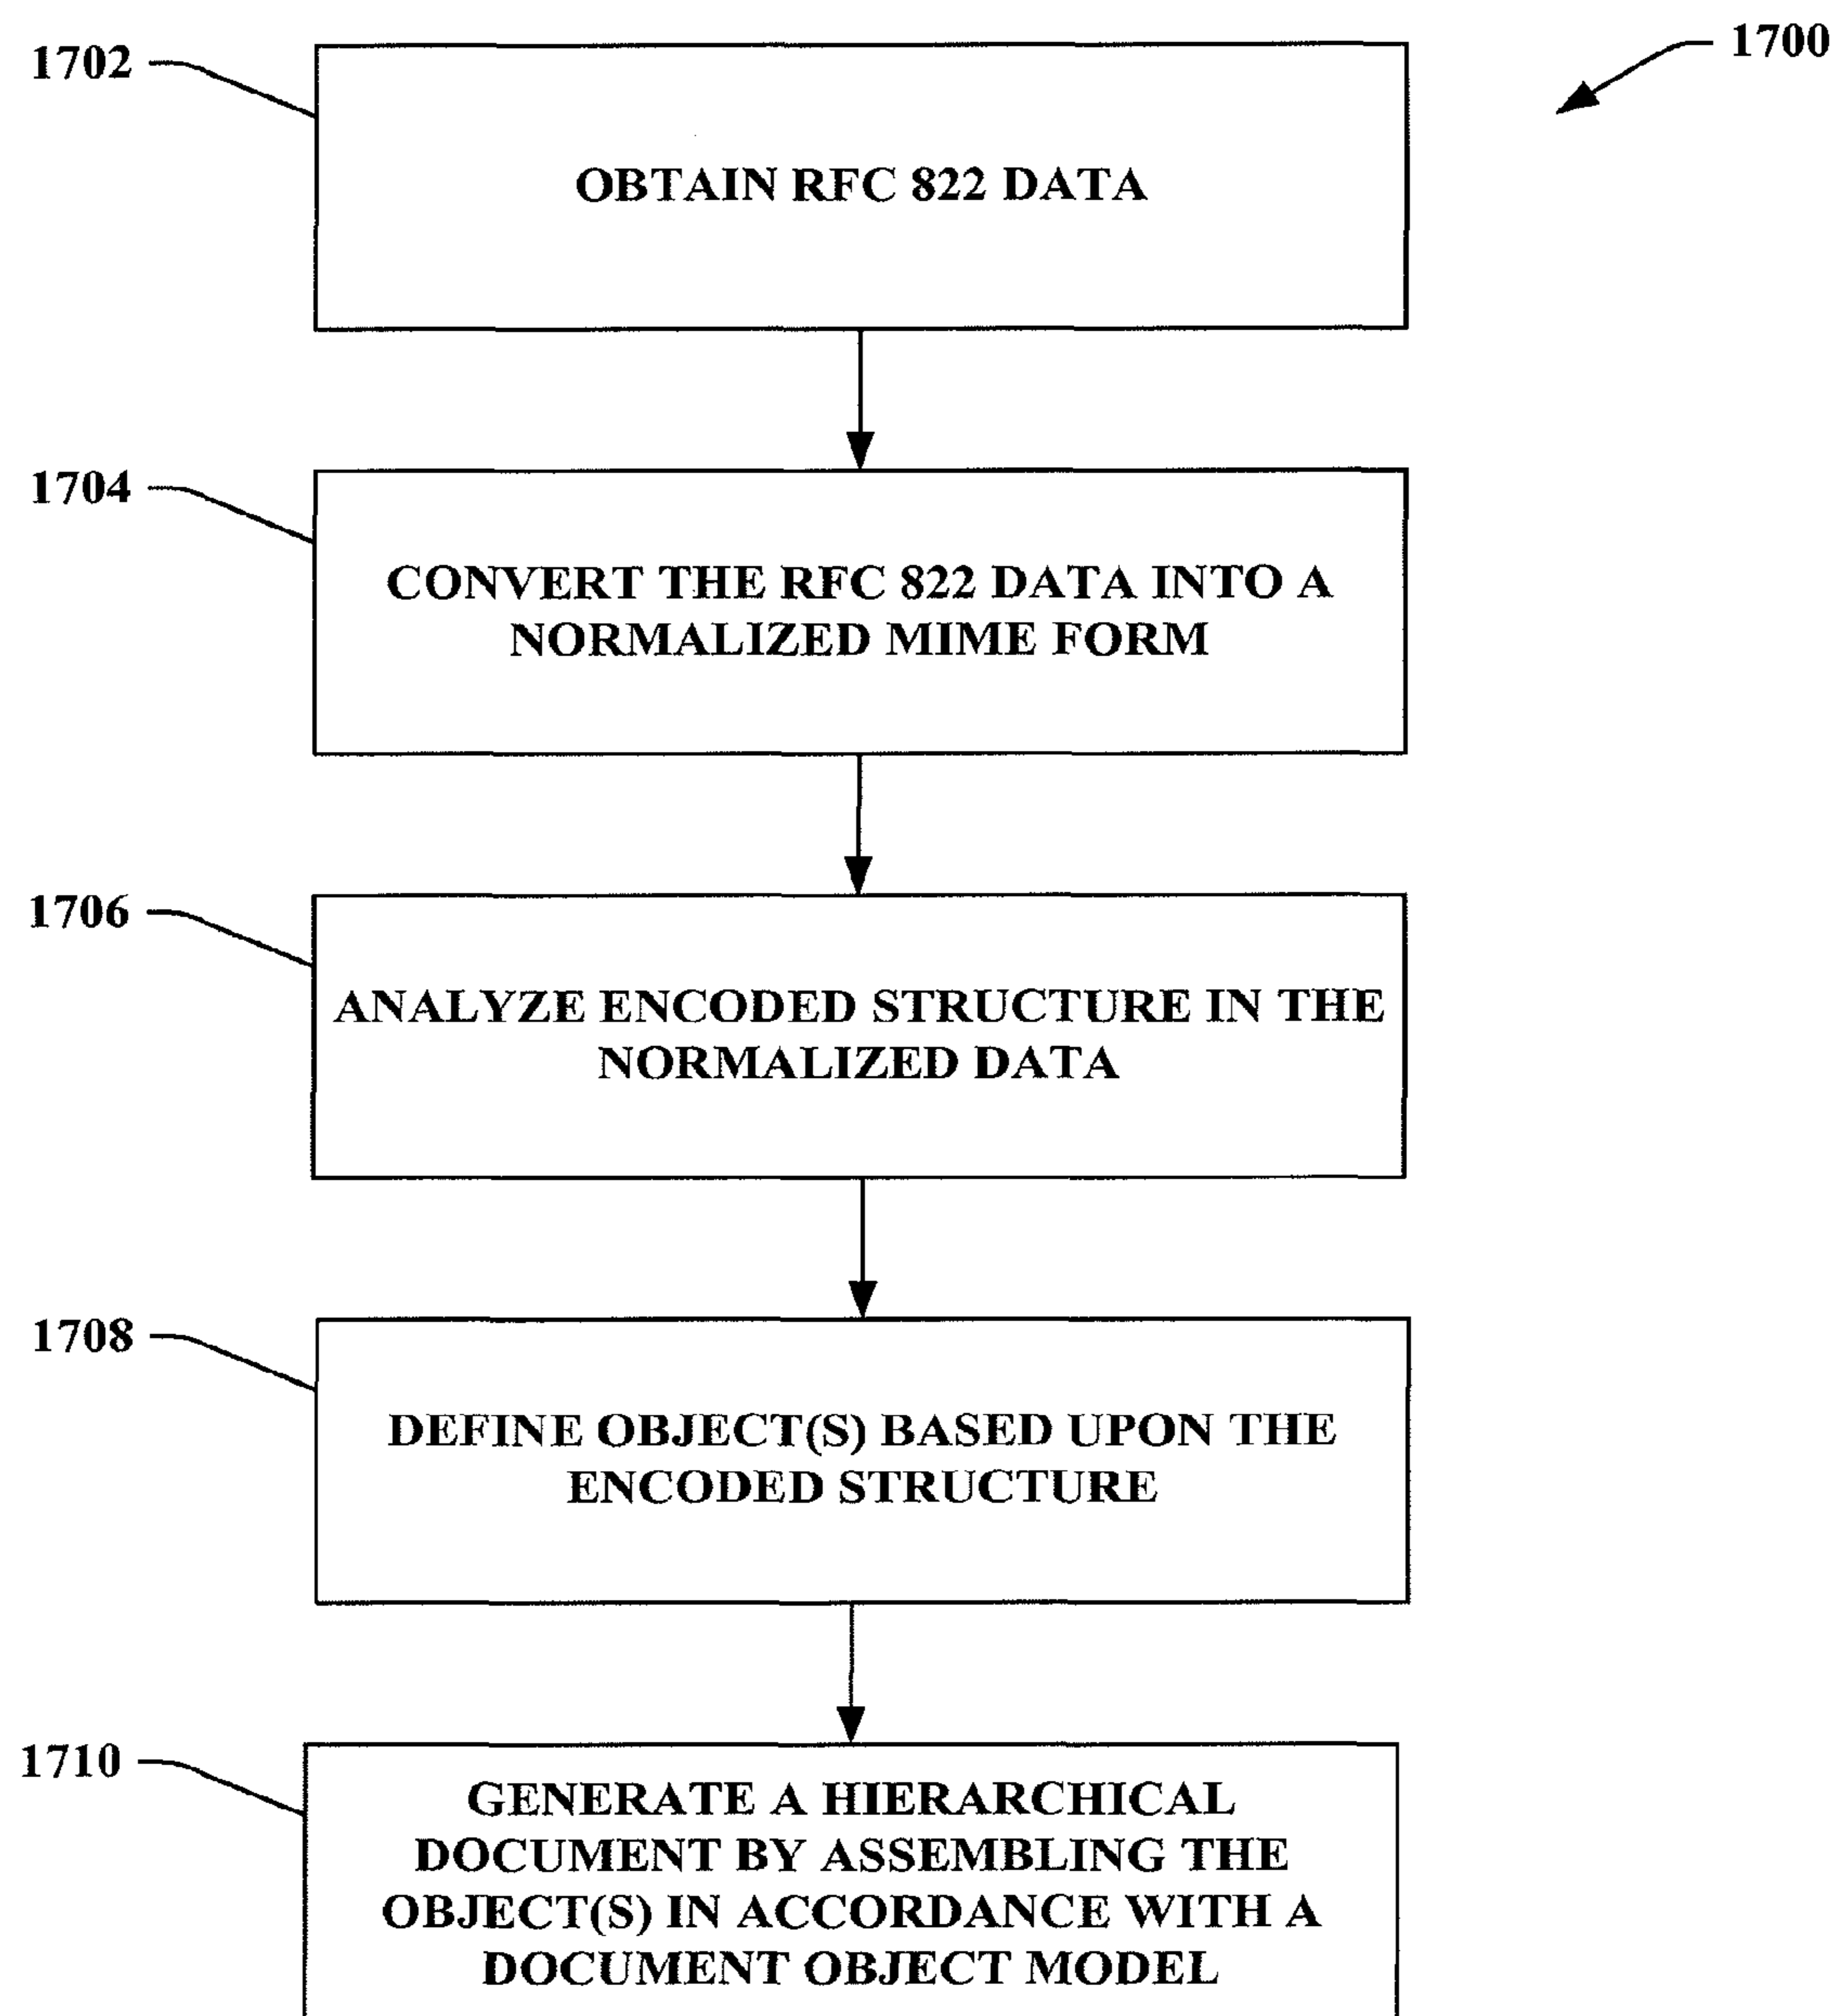 1700
1702
OBTAIN RFC 822 DATA
1704
CONVERT THE RFC 822 DATA INTO A
NORMALIZED MIME FORM
1706
ANALYZE ENCODED STRUCTURE IN THE
NORMALIZED DATA
1708
DEFINE OBJECT(S) BASED UPON THE
ENCODED STRUCTURE
1710
GENERATE A HIERARCHICAL
DOCUMENT BY ASSEMBLING THE
OBJECT(S) IN ACCORDANCE WITH A
DOCUMENT OBJECT MODEL